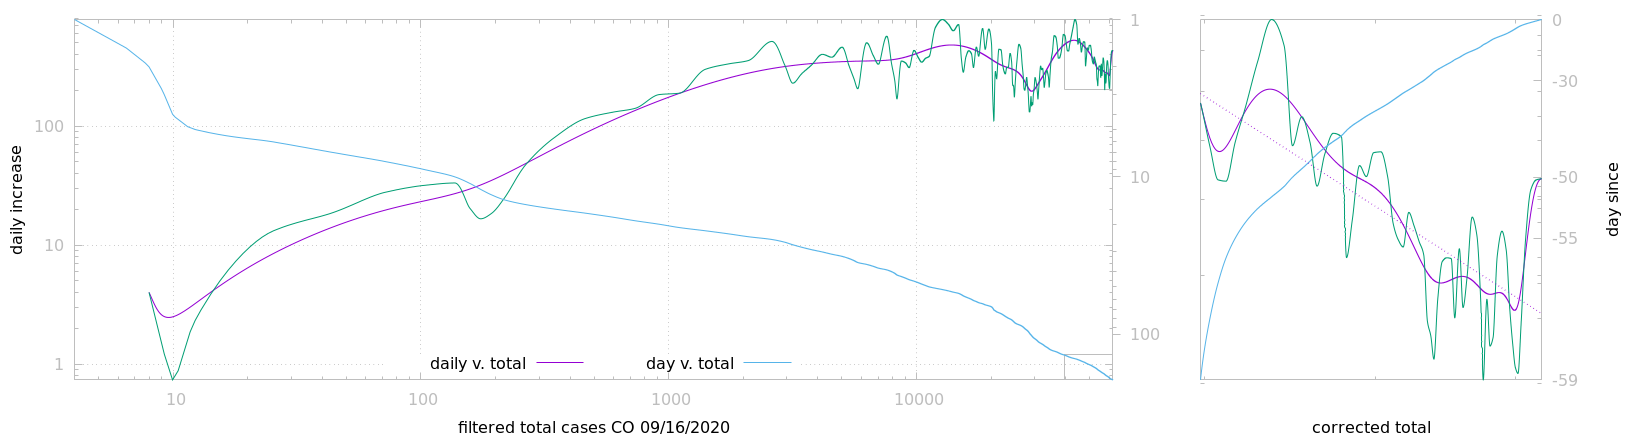 daily increase
100
10
1
daily v. total
day v. total
10
100
1000
10000
filtered total cases CO 09/16/2020
1
10
100
0
-30
-50
-55
-59
day since
corrected total